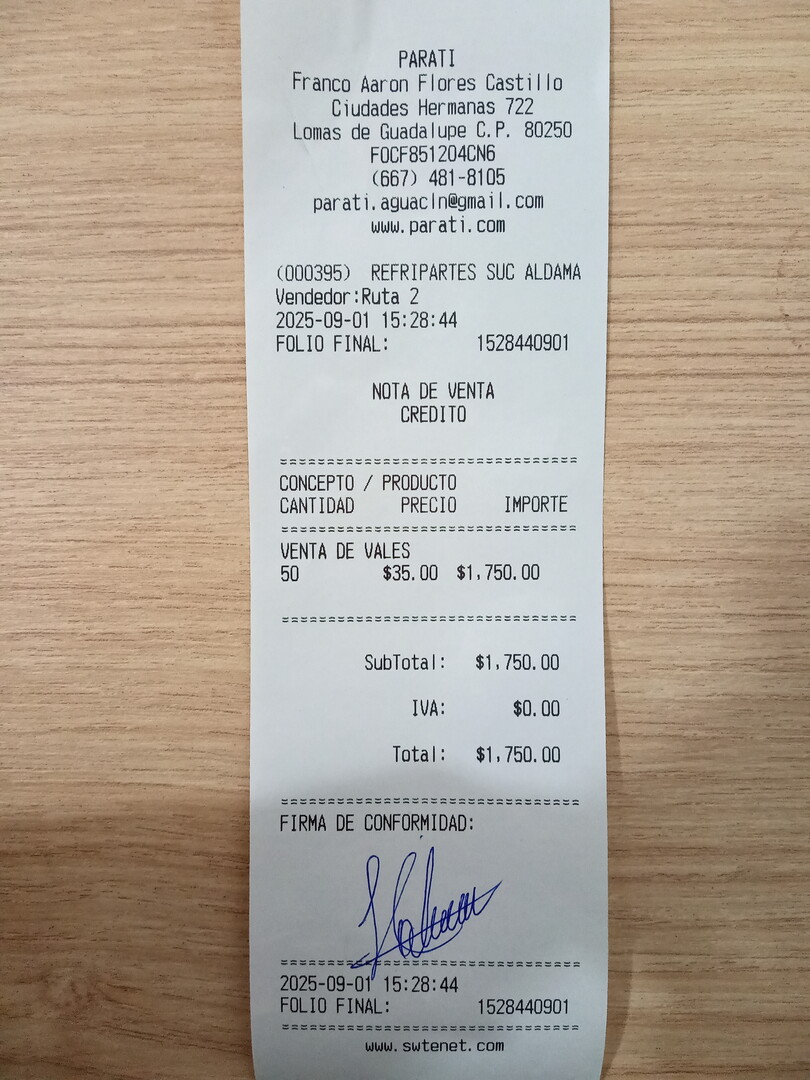 PARATI
Franco Aaron Flores Castillo
Ciudades Hermanas 722
Lomas de Guadalupe C.P. 80250
FOCF851204CN6
(667) 481-8105
parati.aguacln@gmail.com
www.parati.com
(000395) REFRIPARTES SUC ALDAMA
Vendedor:Ruta 2
2025-09-01 15:28:44
FOLIO FINAL: 1528440901
NOTA DE VENTA
CREDITO
CONCEPTO / PRODUCTO
CANTIDAD PRECIO IMPORTE
VENTA DE VALES
50 $35.00 $1,750.00
SubTotal: $1,750.00
IVA: $0.00
Total: $1,750.00
FIRMA DE CONFORMIDAD:
2025-09-01 15:28:44
FOLIO FINAL: 1528440901
www.swtenet.com